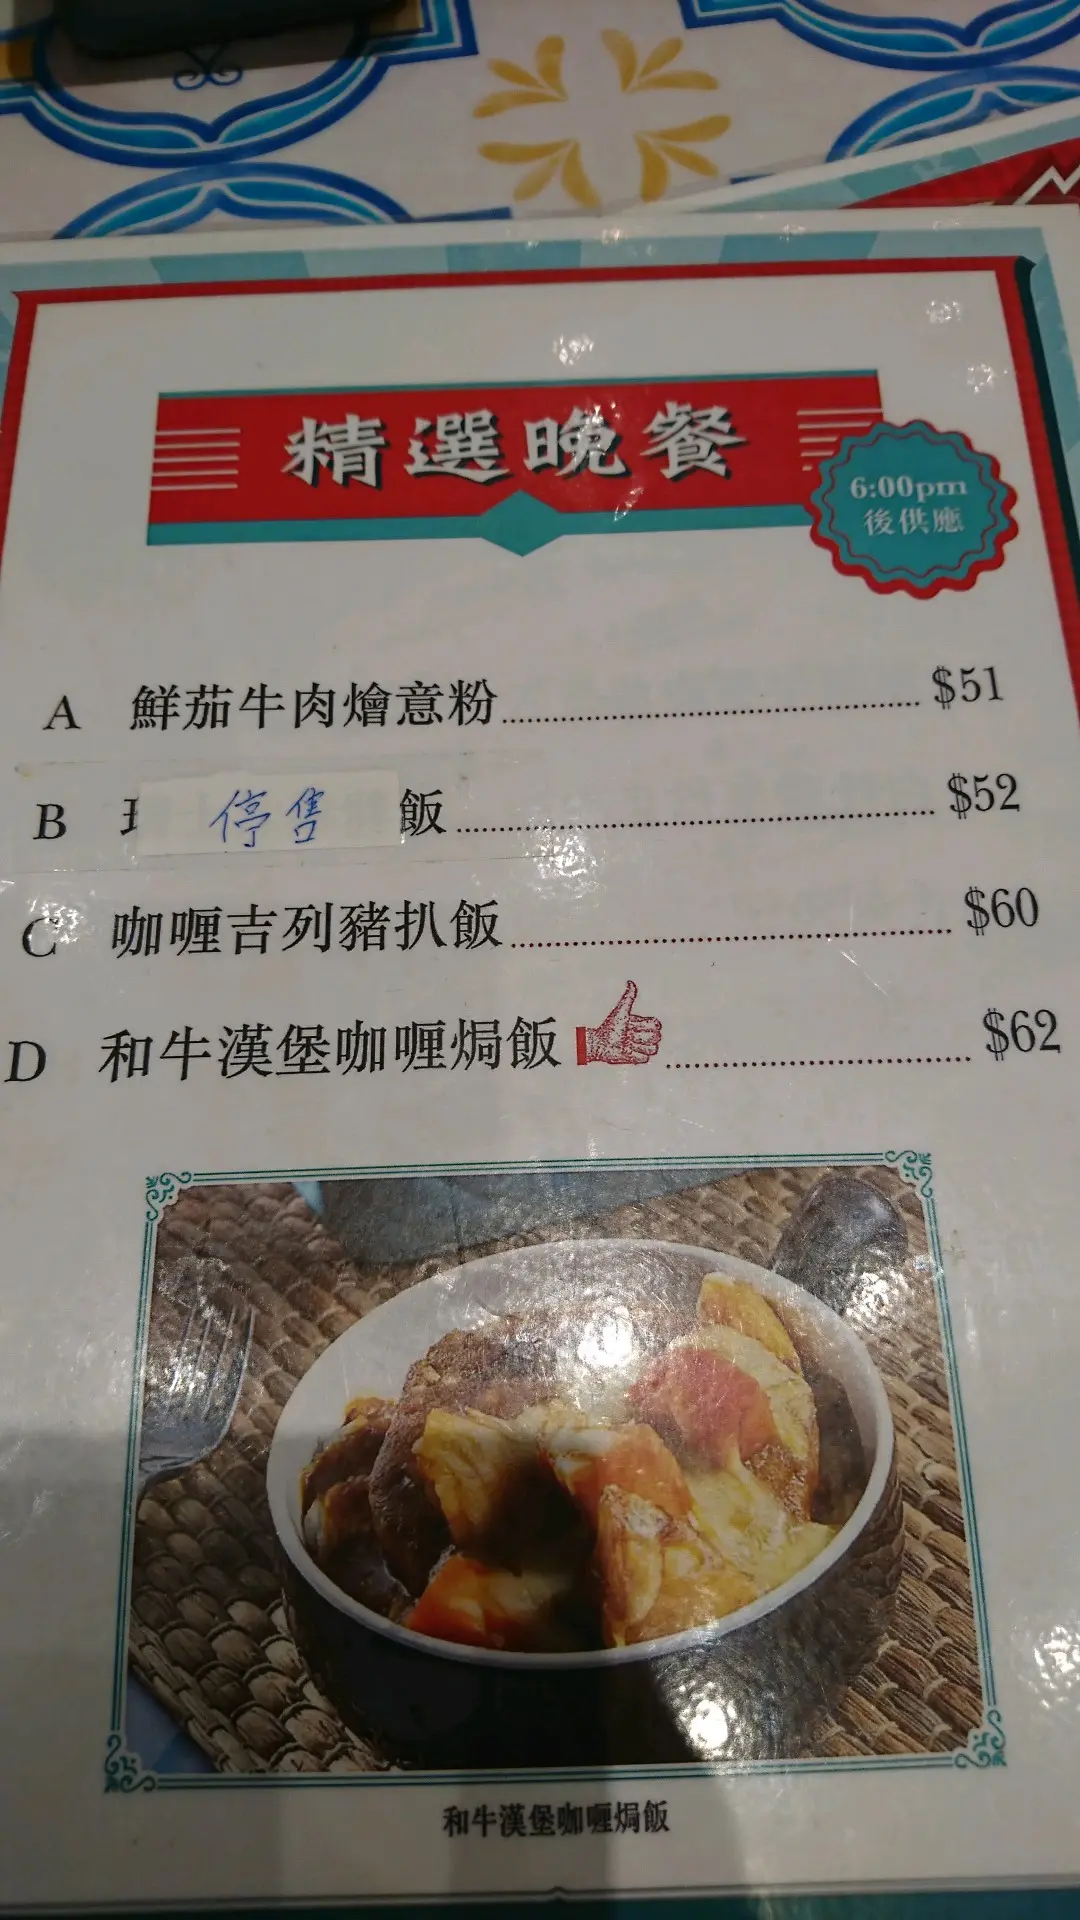 精選晚餐
6:00pm
後供應
A 鮮茄牛肉燴意粉 $51
B 停售 飯 $52
C 咖喱吉列豬扒飯 $60
D 和牛漢堡咖喱焗飯 $62
和牛漢堡咖喱焗飯